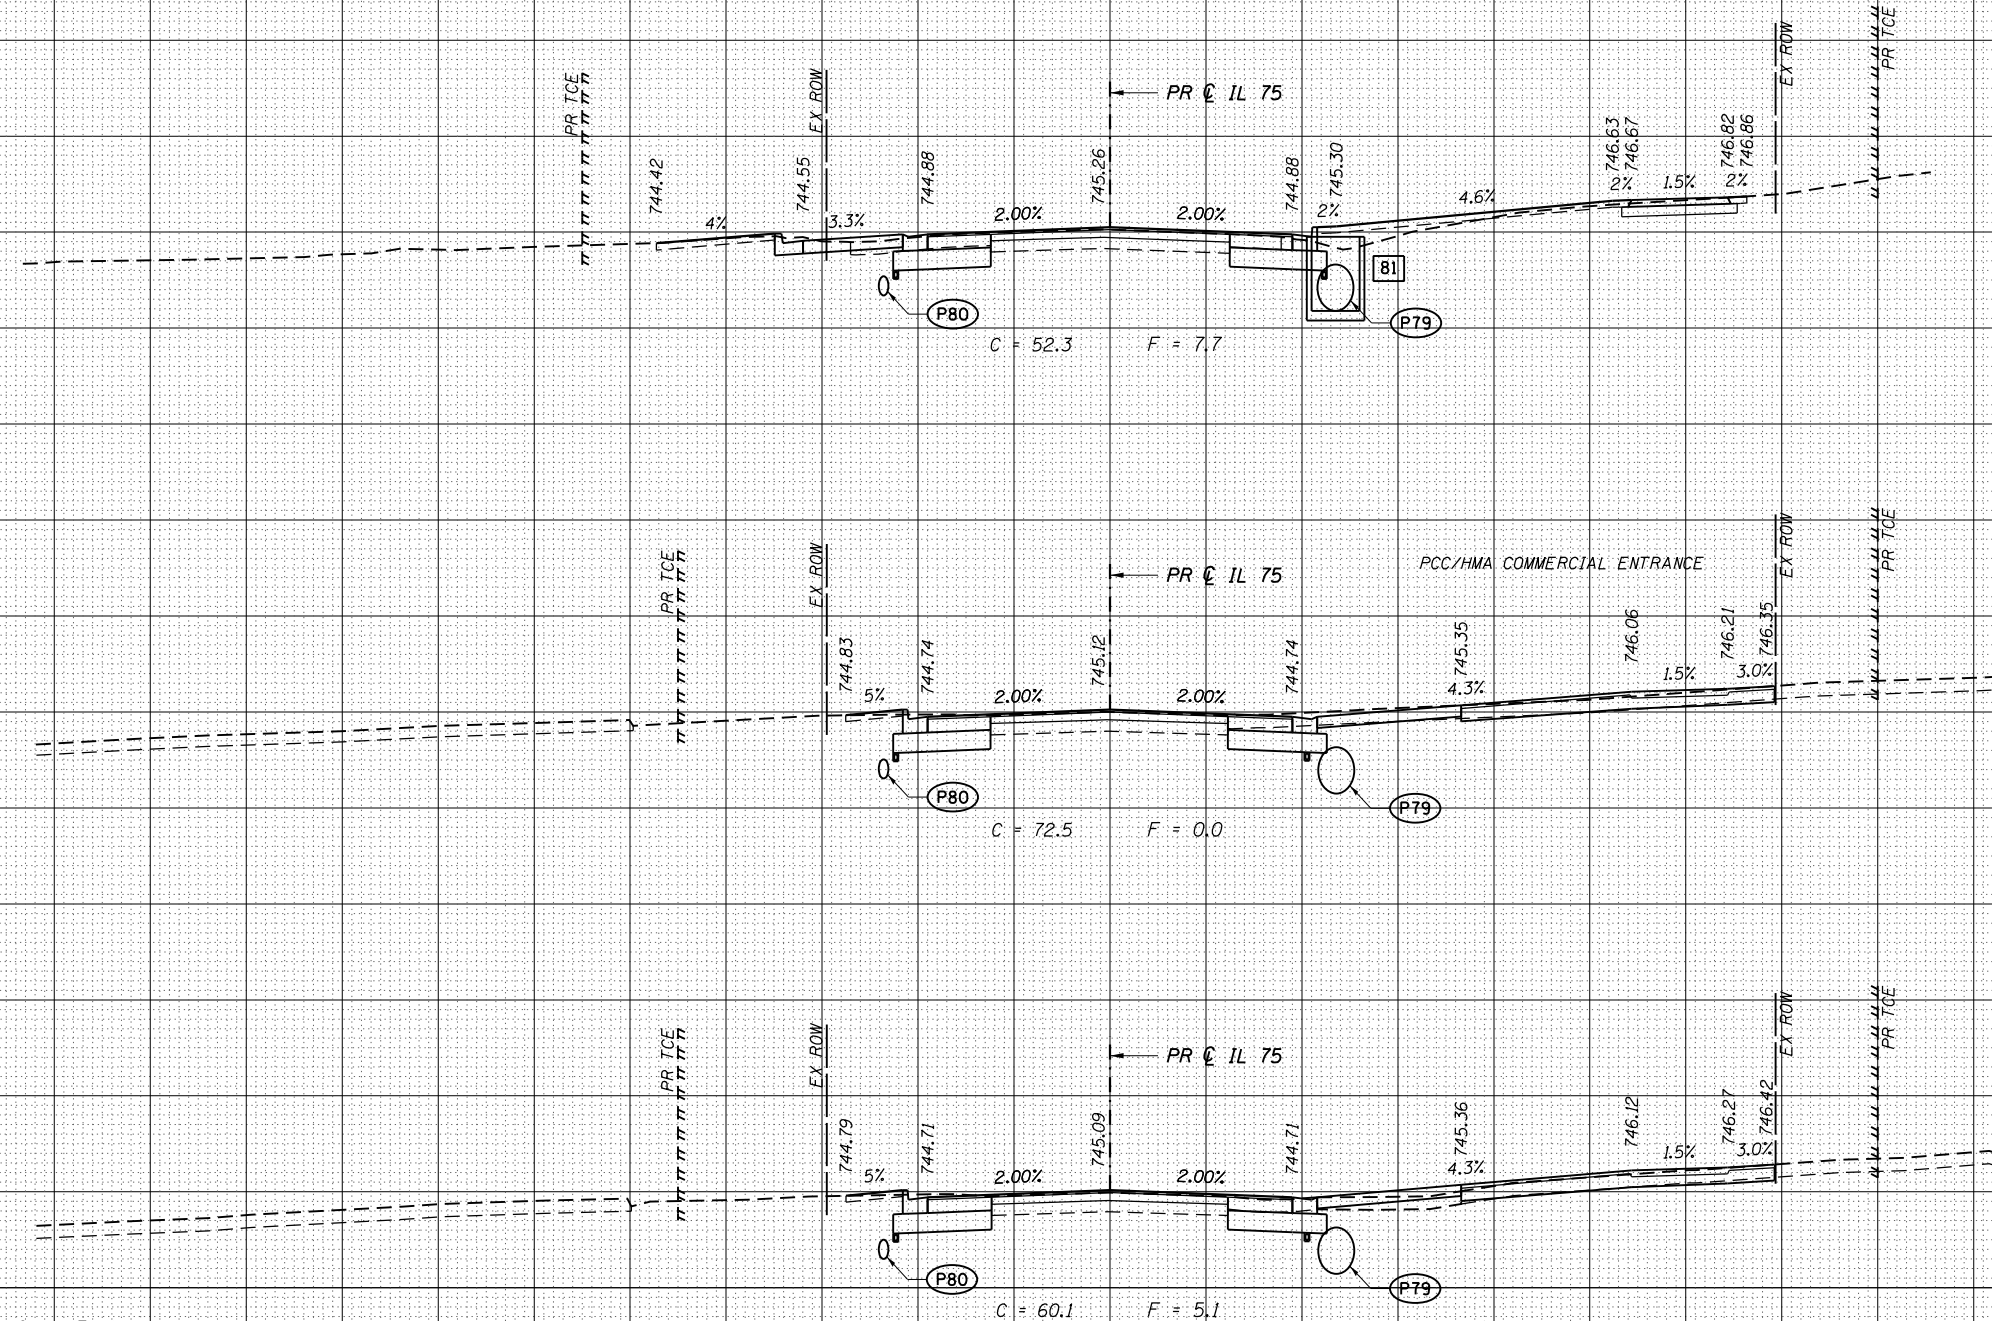 PR TCE
EX ROW
PR ℄ IL 75
EX ROW
PR TCE
744.42
744.55
744.88
745.26
744.88
745.30
746.63
746.67
746.82
746.86
4%
3.3%
2.00%
2.00%
2%
4.6%
2%
1.5%
2%
81
P80
P79
C = 52.3
F = 7.7
PR TCE
EX ROW
PR ℄ IL 75
PCC/HMA COMMERCIAL ENTRANCE
EX ROW
PR TCE
744.83
744.74
745.12
744.74
745.35
746.06
746.21
746.35
5%
2.00%
2.00%
4.3%
1.5%
3.0%
P80
P79
C = 72.5
F = 0.0
PR TCE
EX ROW
PR ℄ IL 75
EX ROW
PR TCE
744.79
744.71
745.09
744.71
745.36
746.12
746.27
746.42
5%
2.00%
2.00%
4.3%
1.5%
3.0%
P80
P79
C = 60.1
F = 5.1